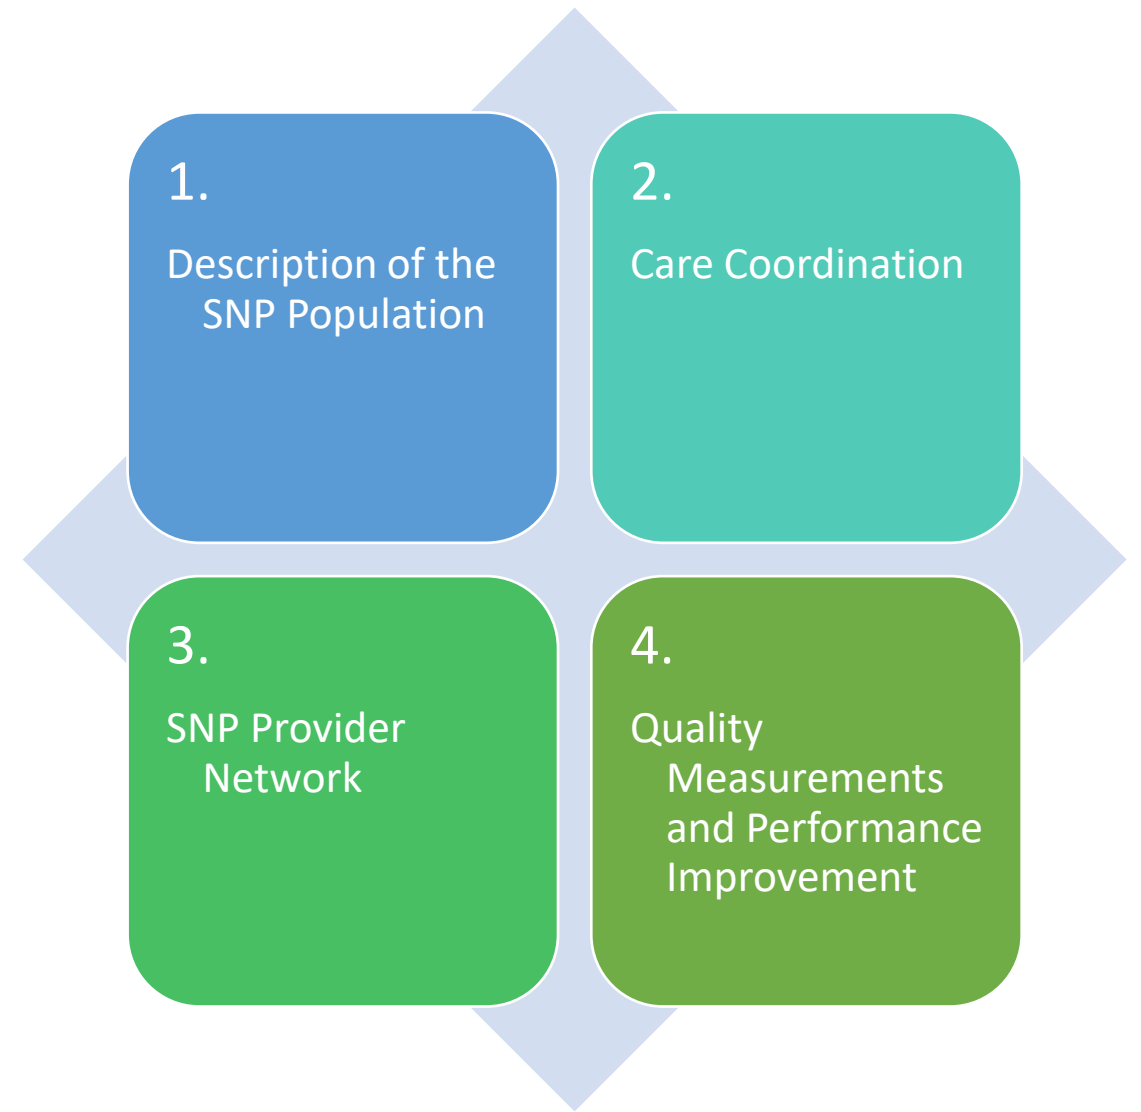 1.
Description of the
SNP Population
2.
Care Coordination
3.
SNP Provider
Network
4.
Quality
Measurements
and Performance
Improvement